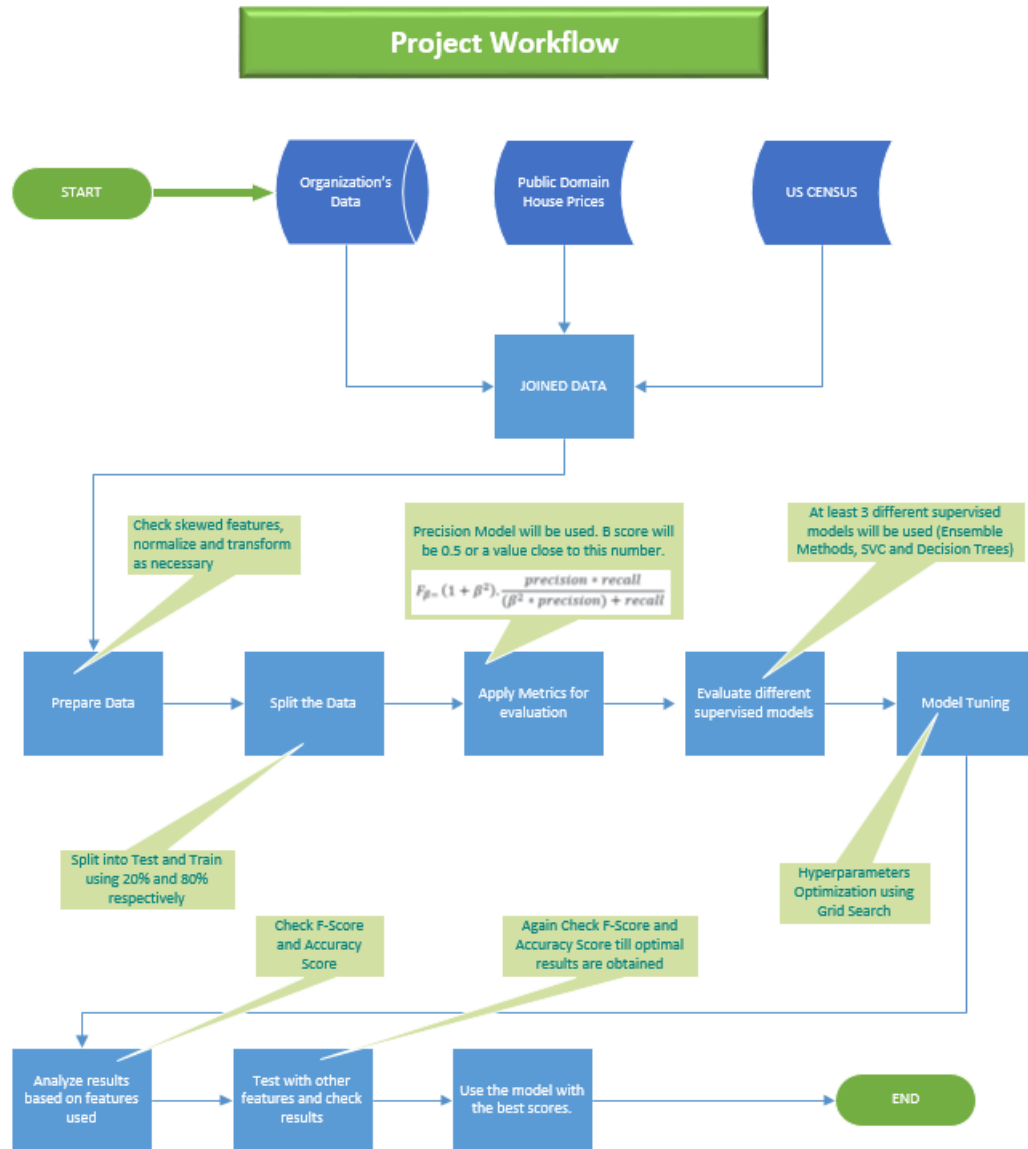 Project Workflow
START
Organization's
Data
Public Domain
House Prices
US CENSUS
JOINED DATA
Check skewed features,
normalize and transform
as necessary
Precision Model will be used. B score will
be 0.5 or a value close to this number.
F_{β=} (1 + β²). precision * recall / (β² * precision) + recall
At least 3 different supervised
models will be used (Ensemble
Methods, SVC and Decision Trees)
Prepare Data
Split the Data
Apply Metrics for
evaluation
Evaluate different
supervised models
Model Tuning
Split into Test and Train
using 20% and 80%
respectively
Hyperparameters
Optimization using
Grid Search
Check F-Score
and Accuracy
Score
Again Check F-Score and
Accuracy Score till optimal
results are obtained
Analyze results
based on features
used
Test with other
features and check
results
Use the model with
the best scores.
END